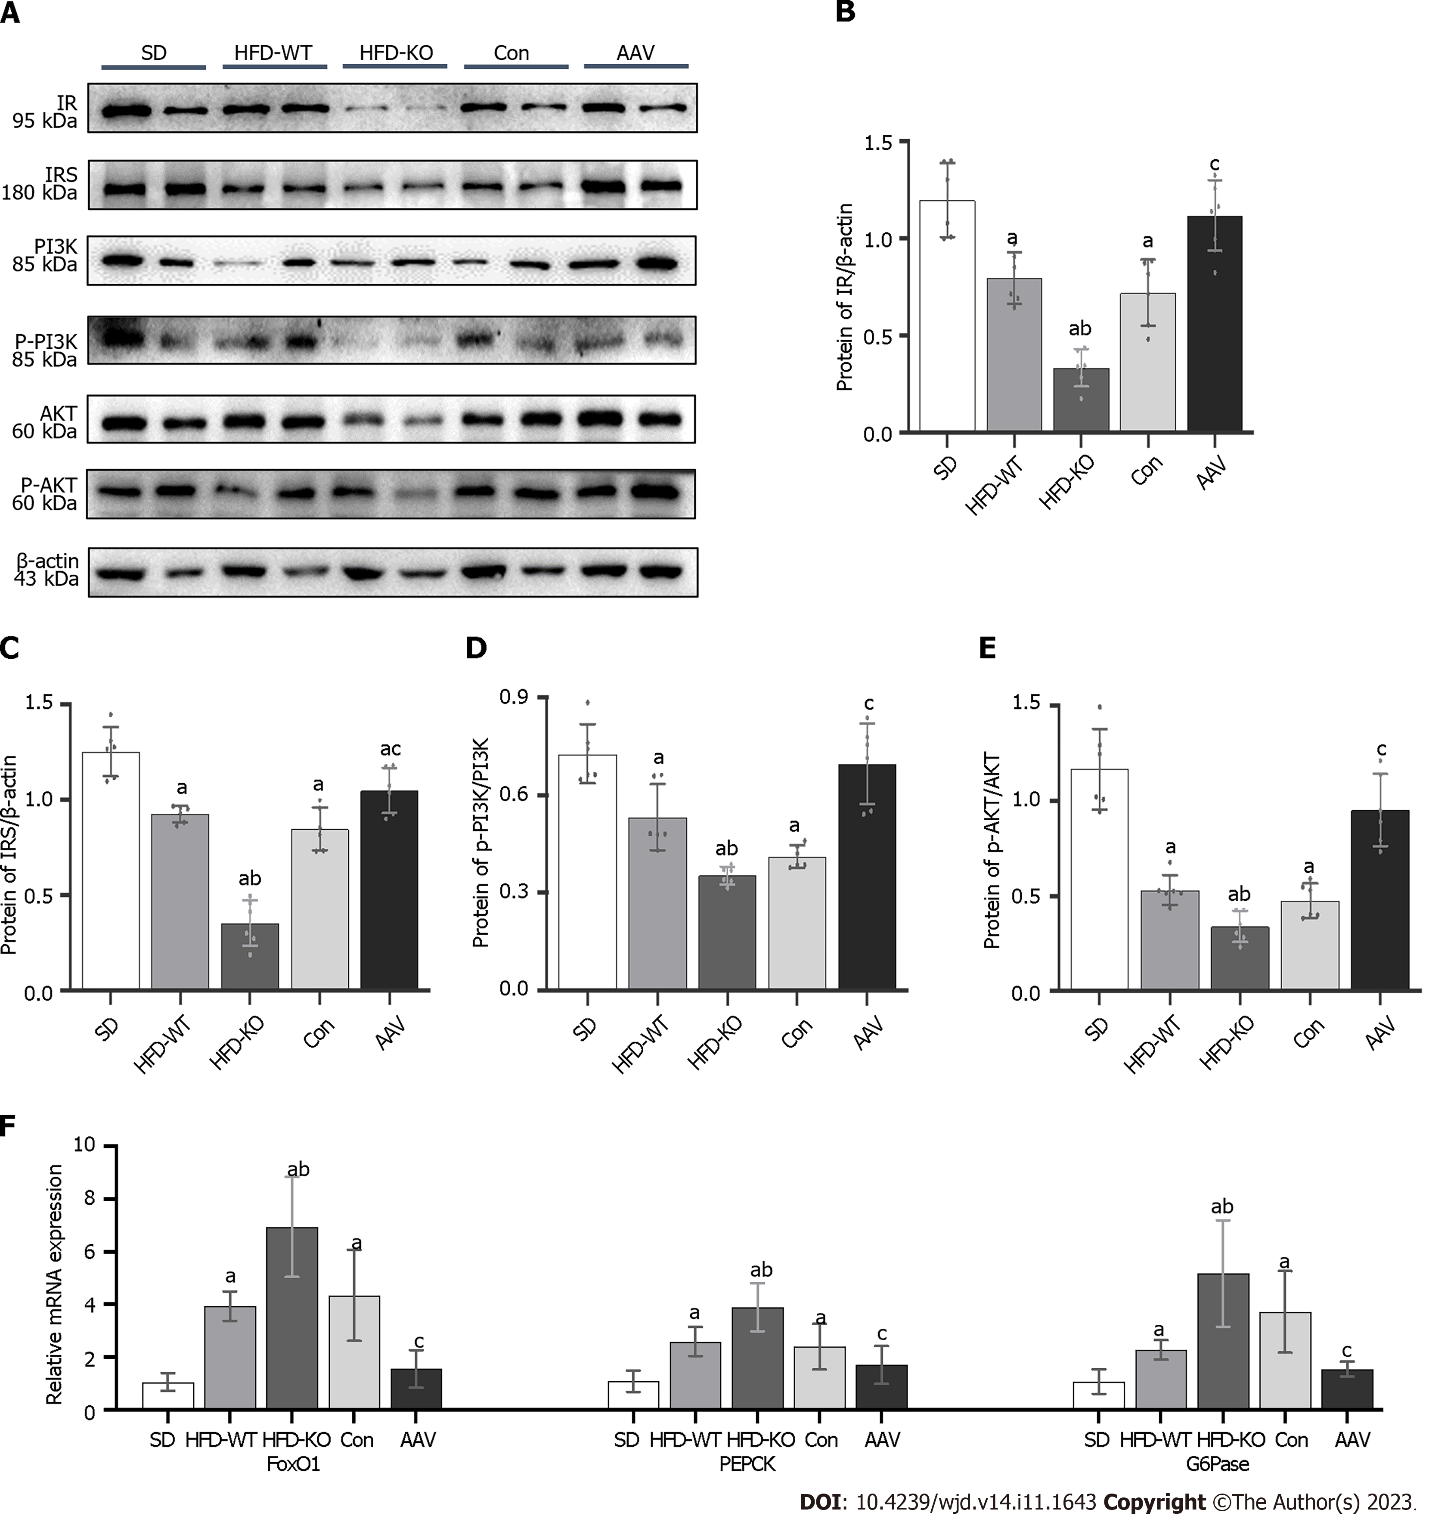 A
SD HFD-WT HFD-KO Con AAV
IR
95 kDa
IRS
180 kDa
PI3K
85 kDa
P-PI3K
85 kDa
AKT
60 kDa
P-AKT
60 kDa
β-actin
43 kDa
B
Protein of IR/β-actin
1.5
1.0
0.5
0.0
a
ab
a
c
SD HFD-WT HFD-KO Con AAV
C
Protein of IRS/β-actin
1.5
1.0
0.5
0.0
a
ab
a
ac
SD HFD-WT HFD-KO Con AAV
D
Protein of p-PI3K/PI3K
0.9
0.6
0.3
0.0
a
ab
a
c
SD HFD-WT HFD-KO Con AAV
E
Protein of p-AKT/AKT
1.5
1.0
0.5
0.0
a
ab
a
c
SD HFD-WT HFD-KO Con AAV
F
Relative mRNA expression
10
8
6
4
2
0
a ab a c
a ab a c
a ab a c
SD HFD-WT HFD-KO Con AAV SD HFD-WT HFD-KO Con AAV SD HFD-WT HFD-KO Con AAV
FoxO1 PEPCK G6Pase
DOI: 10.4239/wjd.v14.i11.1643 Copyright ©The Author(s) 2023.